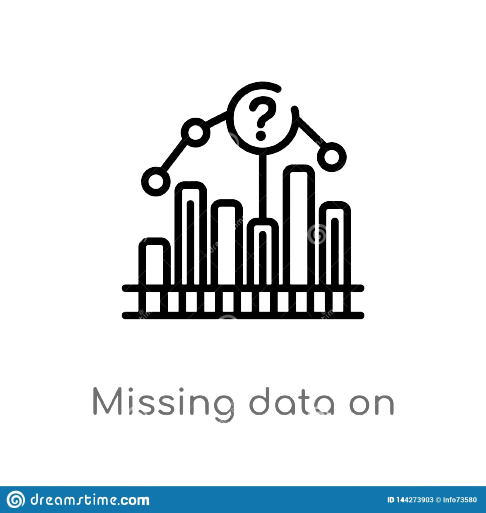 ?
Missing data on
dreamstime.com
ID 144273903 © Info73580